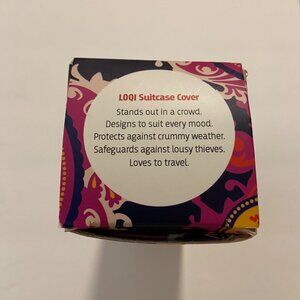 LOQI Suitcase Cover
Stands out in a crowd.
Designs to suit every mood.
Protects against crummy weather.
Safeguards against lousy thieves.
Loves to travel.